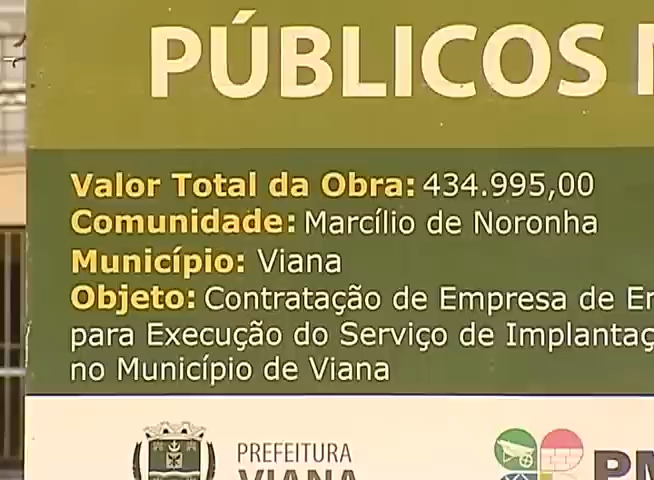 PÚBLICOS
Valor Total da Obra: 434.995,00
Comunidade: Marcílio de Noronha
Município: Viana
Objeto: Contratação de Empresa de
para Execução do Serviço de
no Município de Viana
PREFEITURA
VIANA